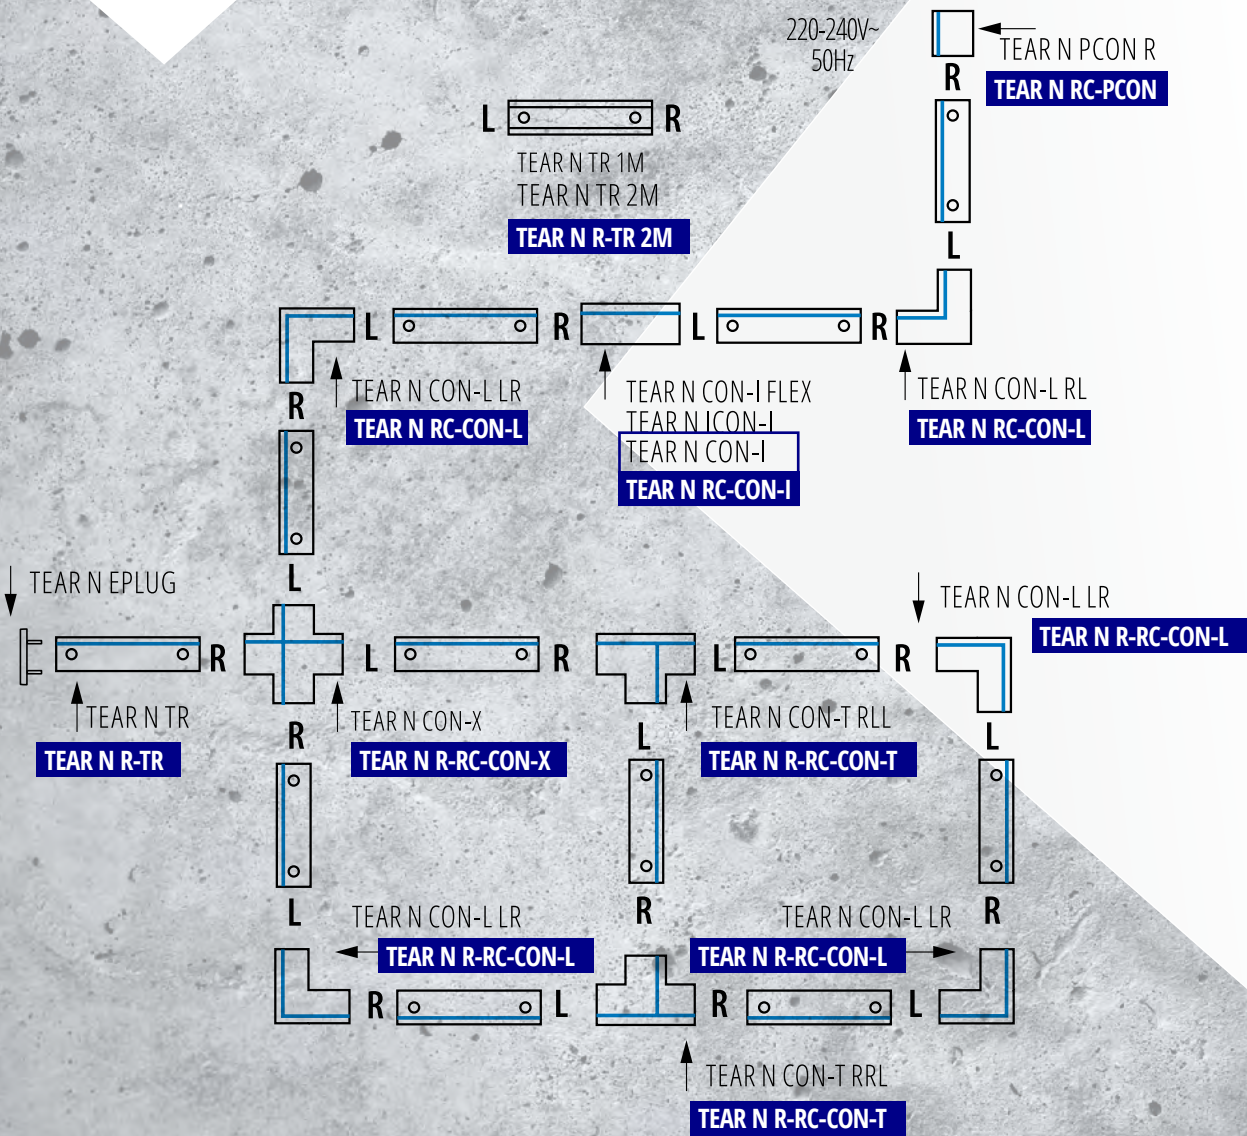 220-240V~
50Hz
TEAR N PCON R
TEAR N RC-PCON
R
L R
TEAR N TR 1M
TEAR N TR 2M
TEAR N R-TR 2M
L
L R L R
TEAR N CON-L LR
TEAR N RC-CON-L
TEAR N CON-I FLEX
TEAR N ICON-I
TEAR N CON-I
TEAR N RC-CON-I
TEAR N CON-L RL
TEAR N RC-CON-L
R
L
TEAR N EPLUG
TEAR N CON-L LR
TEAR N R-RC-CON-L
R L R L R
TEAR N TR
TEAR N R-TR
TEAR N CON-X
TEAR N R-RC-CON-X
TEAR N CON-T RLL
TEAR N R-RC-CON-T
R L L
L R R
TEAR N CON-L LR
TEAR N R-RC-CON-L
TEAR N CON-L LR
TEAR N R-RC-CON-L
R L R L
TEAR N CON-T RRL
TEAR N R-RC-CON-T